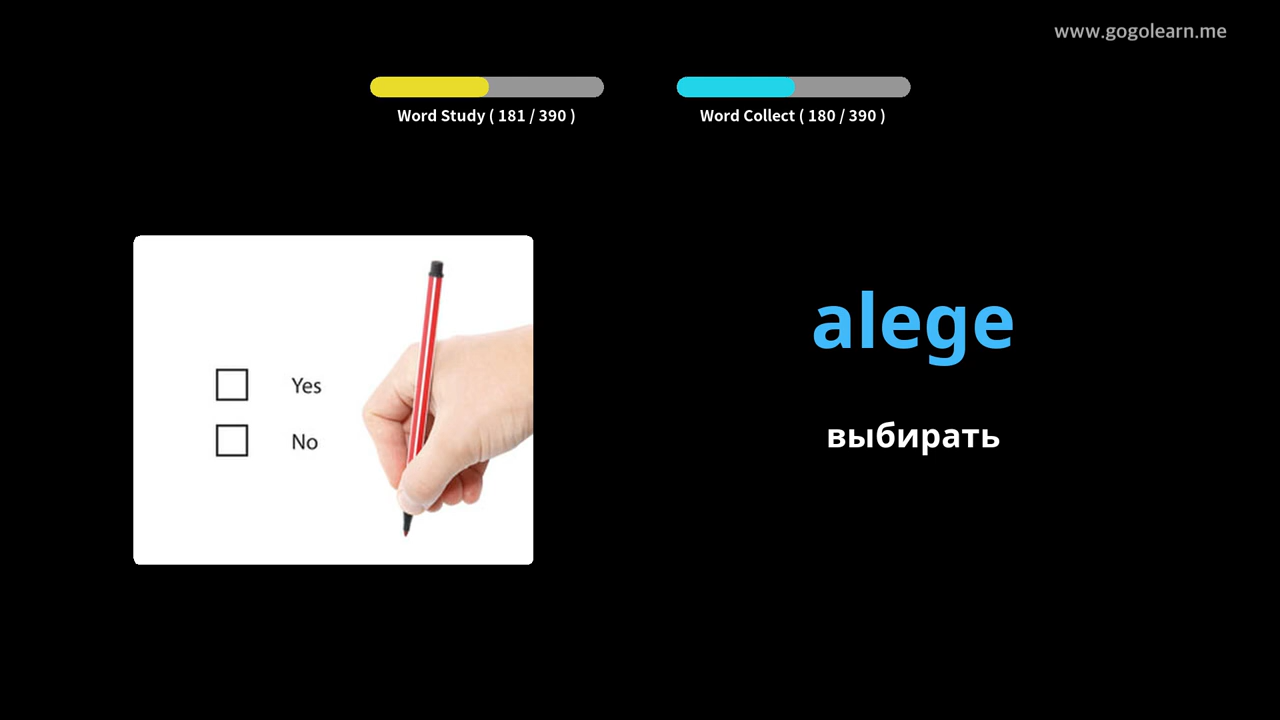 www.gogolearn.me
Word Study ( 181 / 390 )
Word Collect ( 180 / 390 )
Yes
No
alege
выбирать